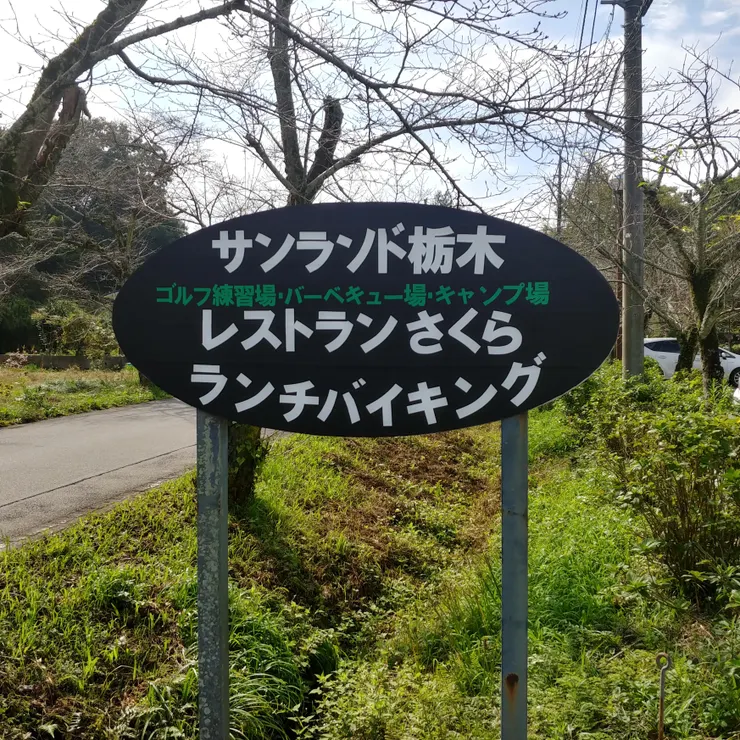 サンランド栃木
ゴルフ練習場・バーベキュー場・キャンプ場
レストランさくら
ランチバイキング